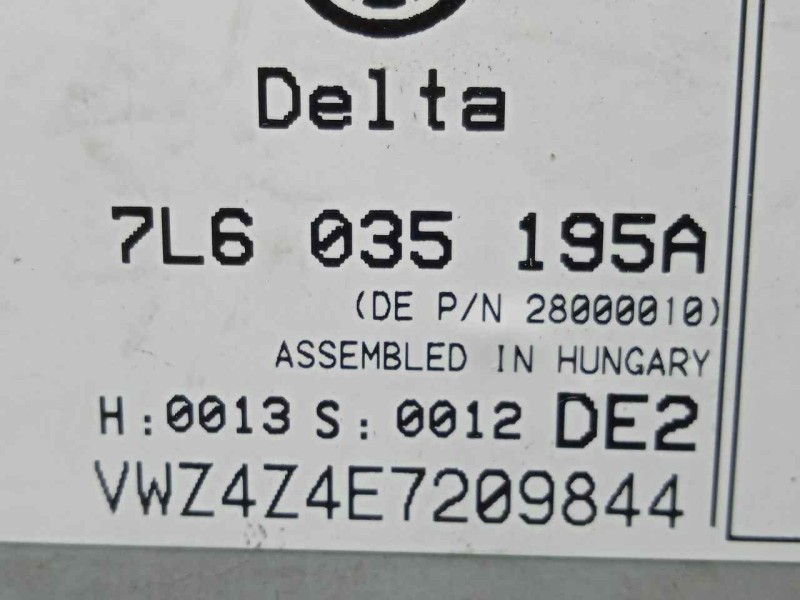 Delta
7L6 035 195A
(DE P/N 28000010)
ASSEMBLED IN HUNGARY
H:0013 S:0012 DE2
VWZ4Z4E7209844